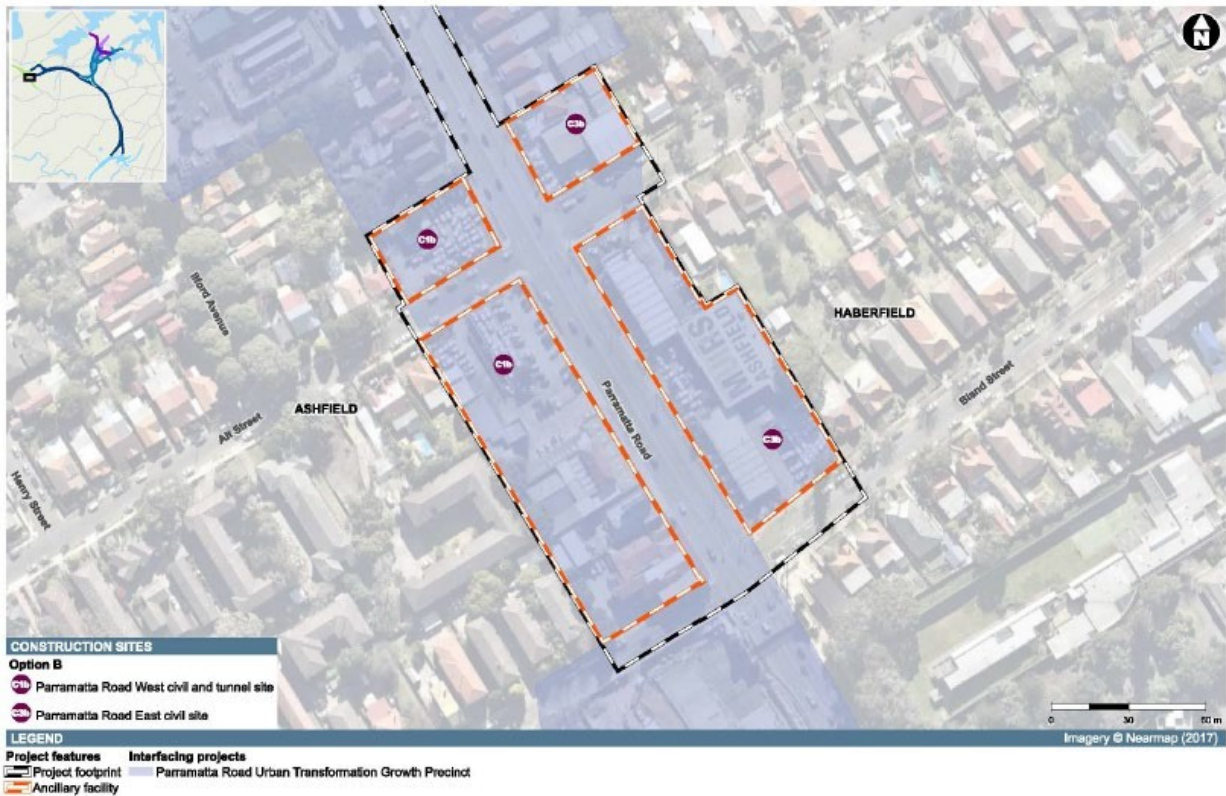 N
C3b
C1b
Ilford Avenue
HABERFIELD
C1b
Parramatta Road
Bland Street
ASHFIELD
Alt Street
C3b
Henry Street
CONSTRUCTION SITES
Option B
C1b Parramatta Road West civil and tunnel site
C3b Parramatta Road East civil site
0 30 60 m
LEGEND
Imagery © Nearmap (2017)
Project features Interfacing projects
Project footprint Parramatta Road Urban Transformation Growth Precinct
Ancillary facility